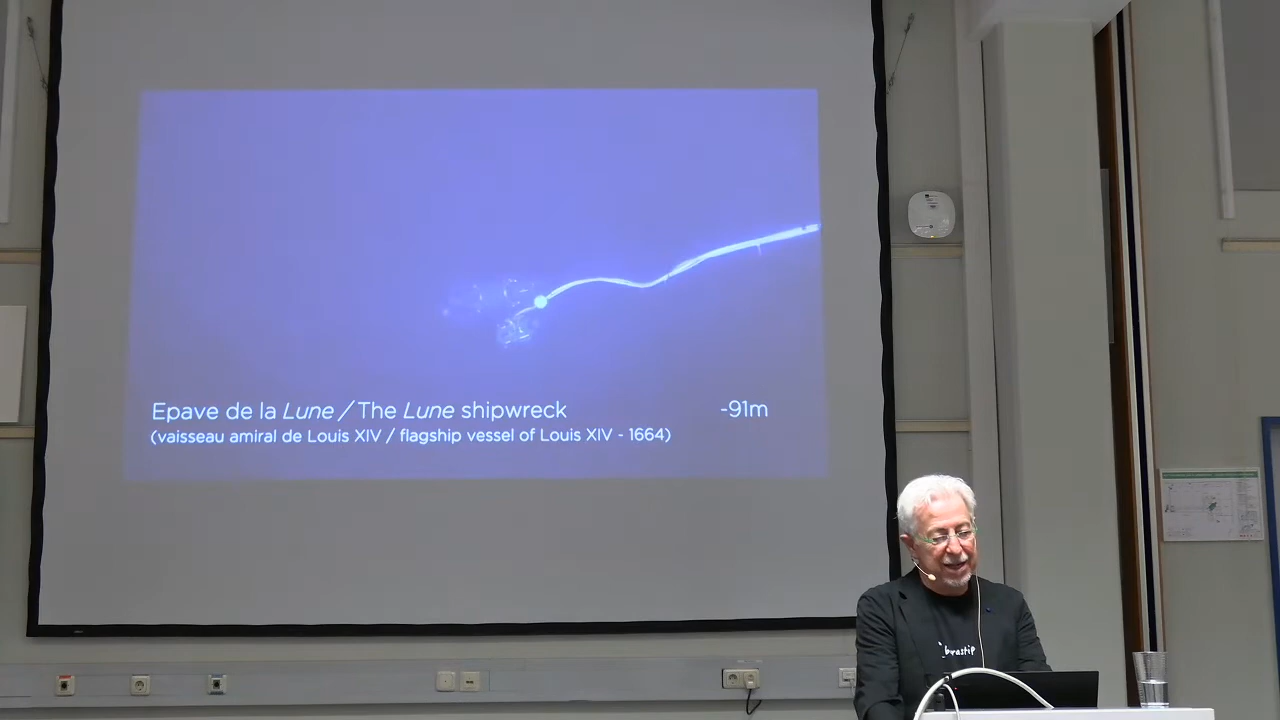 Epave de la Lune / The Lune shipwreck -91m
(vaisseau amiral de Louis XIV / flagship vessel of Louis XIV - 1664)